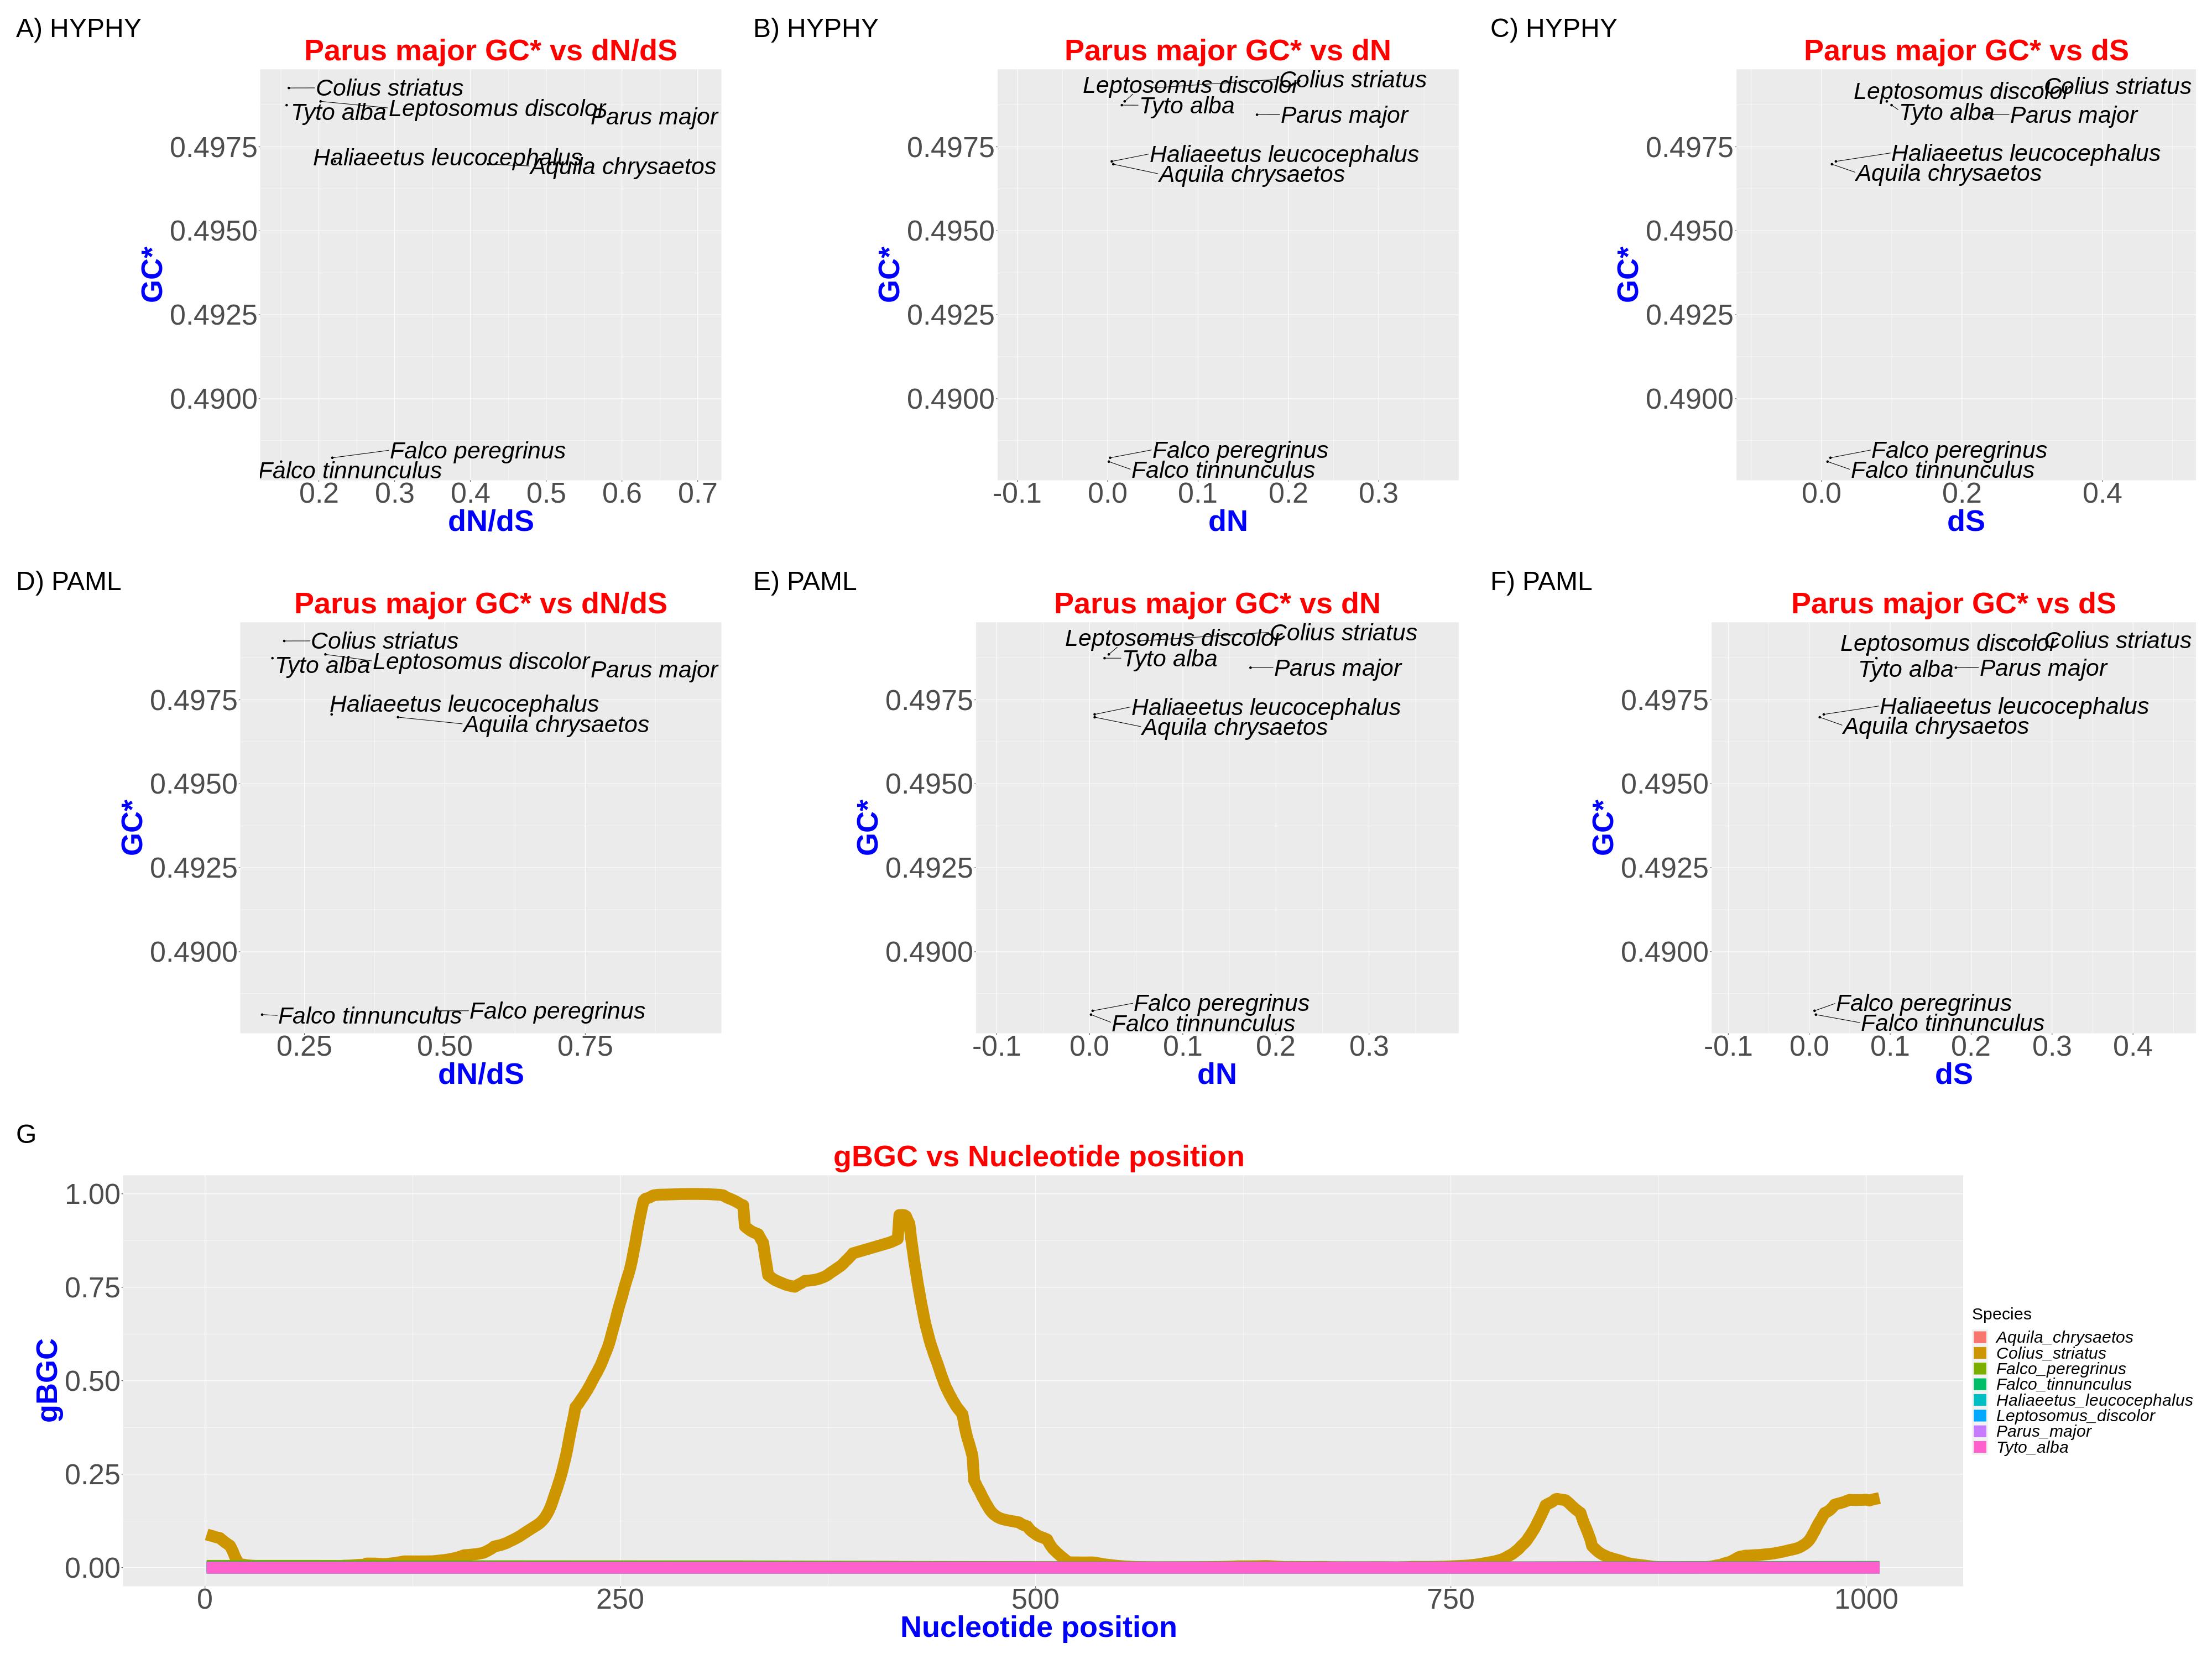 A) HYPHY
Parus major GC* vs dN/dS
Colius striatus
Leptosomus discolor
Tyto alba
Parus major
Haliaeetus leucocephalus
Aquila chrysaetos
Falco peregrinus
Falco tinnunculus
0.4975
0.4950
0.4925
0.4900
GC*
0.2 0.3 0.4 0.5 0.6 0.7
dN/dS
B) HYPHY
Parus major GC* vs dN
Colius striatus
Leptosomus discolor
Tyto alba
Parus major
Haliaeetus leucocephalus
Aquila chrysaetos
Falco peregrinus
Falco tinnunculus
0.4975
0.4950
0.4925
0.4900
GC*
-0.1 0.0 0.1 0.2 0.3
dN
C) HYPHY
Parus major GC* vs dS
Colius striatus
Leptosomus discolor
Tyto alba
Parus major
Haliaeetus leucocephalus
Aquila chrysaetos
Falco peregrinus
Falco tinnunculus
0.4975
0.4950
0.4925
0.4900
GC*
0.0 0.2 0.4
dS
D) PAML
Parus major GC* vs dN/dS
Colius striatus
Leptosomus discolor
Tyto alba
Parus major
Haliaeetus leucocephalus
Aquila chrysaetos
Falco peregrinus
Falco tinnunculus
0.4975
0.4950
0.4925
0.4900
GC*
0.25 0.50 0.75
dN/dS
E) PAML
Parus major GC* vs dN
Colius striatus
Leptosomus discolor
Tyto alba
Parus major
Haliaeetus leucocephalus
Aquila chrysaetos
Falco peregrinus
Falco tinnunculus
0.4975
0.4950
0.4925
0.4900
GC*
-0.1 0.0 0.1 0.2 0.3
dN
F) PAML
Parus major GC* vs dS
Colius striatus
Leptosomus discolor
Tyto alba
Parus major
Haliaeetus leucocephalus
Aquila chrysaetos
Falco peregrinus
Falco tinnunculus
0.4975
0.4950
0.4925
0.4900
GC*
-0.1 0.0 0.1 0.2 0.3 0.4
dS
G
gBGC vs Nucleotide position
1.00
0.75
0.50
0.25
0.00
gBGC
0 250 500 750 1000
Nucleotide position
Species
Aquila_chrysaetos
Colius_striatus
Falco_peregrinus
Falco_tinnunculus
Haliaeetus_leucocephalus
Leptosomus_discolor
Parus_major
Tyto_alba